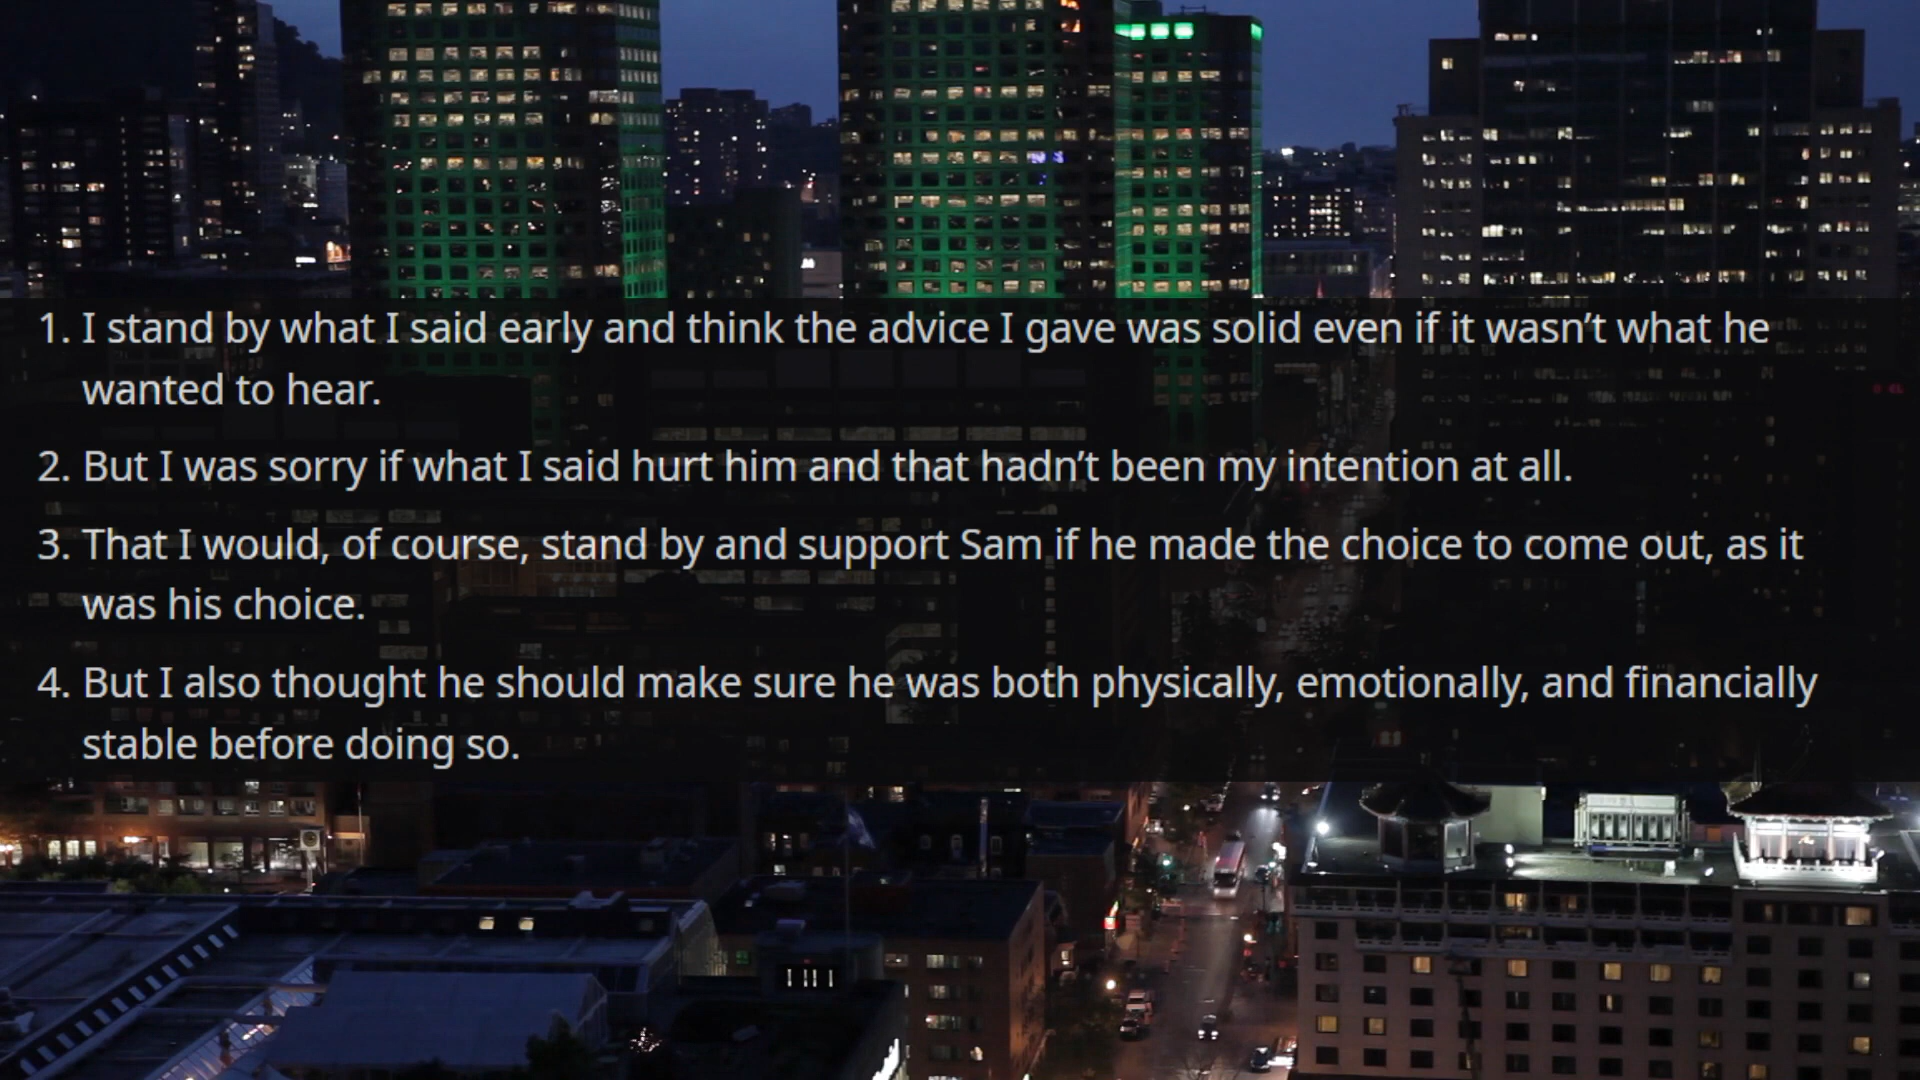 1. I stand by what I said early and think the advice I gave was solid even if it wasn’t what he
wanted to hear.
2. But I was sorry if what I said hurt him and that hadn’t been my intention at all.
3. That I would, of course, stand by and support Sam if he made the choice to come out, as it
was his choice.
4. But I also thought he should make sure he was both physically, emotionally, and financially
stable before doing so.